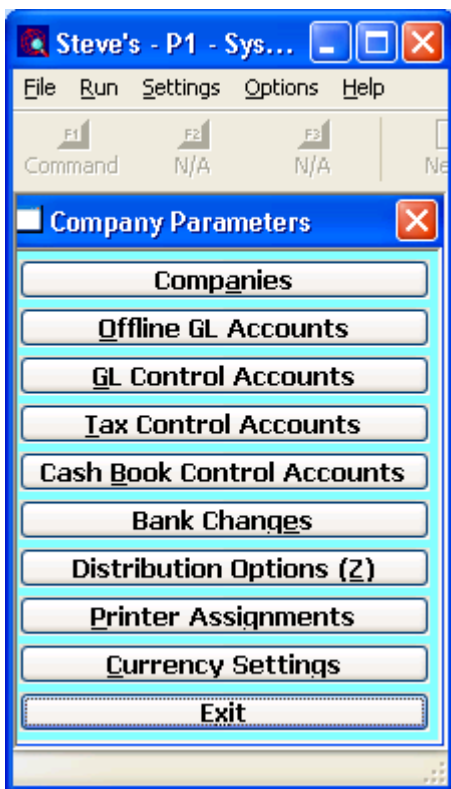 Steve's - P1 - Sys...
File Run Settings Options Help
F1 F2 F3
Command N/A N/A Ne
Company Parameters
Companies
Offline GL Accounts
GL Control Accounts
Tax Control Accounts
Cash Book Control Accounts
Bank Changes
Distribution Options (Z)
Printer Assignments
Currency Settings
Exit